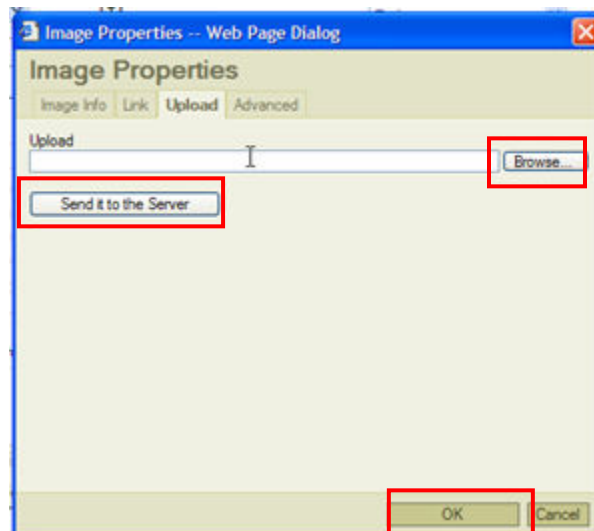 Image Properties -- Web Page Dialog
Image Properties
Image Info Link Upload Advanced
Upload
Browse...
Send it to the Server
OK Cancel